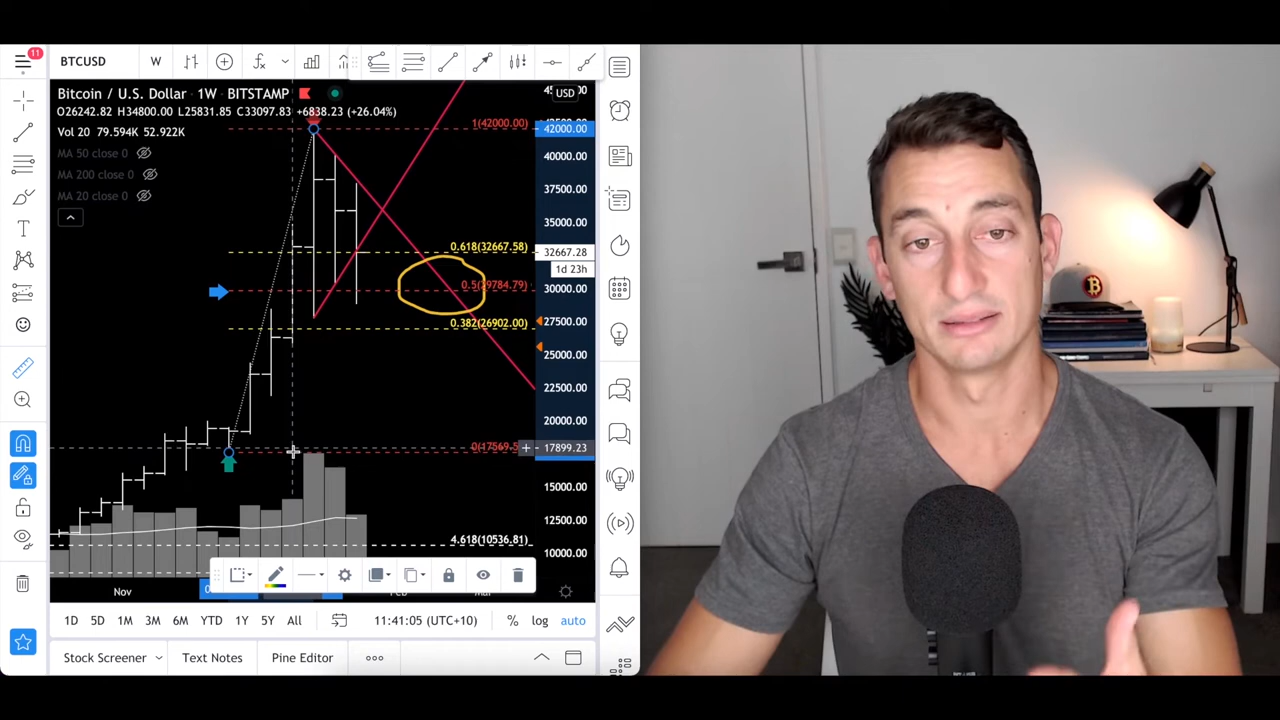 11
BTCUSD
W
Bitcoin / U.S. Dollar · 1W · BITSTAMP
O26242.82 H34800.00 L25831.85 C33097.83 +6838.23 (+26.04%)
Vol 20 79.594K 52.922K
MA 50 close 0
MA 200 close 0
MA 20 close 0
USD
1(42000.00)
42000.00
40000.00
37500.00
35000.00
0.618(32667.58)
32667.28
1d 23h
30000.00
27500.00
0.382(26902.00)
25000.00
22500.00
20000.00
17899.23
15000.00
12500.00
4.618(10536.81)
10000.00
Nov
1D 5D 1M 3M 6M YTD 1Y 5Y All
11:41:05 (UTC+10)
% log auto
Stock Screener
Text Notes
Pine Editor